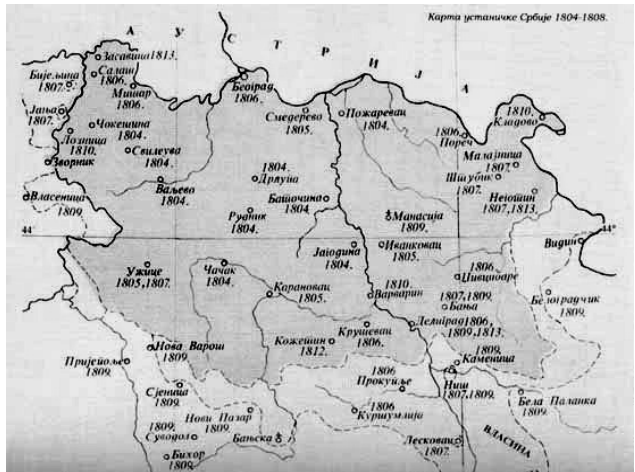 Карта устаничке Србије 1804-1808.
А У С Т Р И Ј А
Засавица 1813.
Салаш
1806.
Бијељина
1807.
Мишар
1806.
Београд
1806.
Јања
1807.
Чокешина
1804.
Лозница
1810.
Свилеува
1804.
Зворник
Смедерево
1805.
Пожаревац
1804.
1806.
Пореч
1810.
Кладово
Малајница
1807.
Штубик
1807.
Неготин
1807,1813.
Власеница
1809.
Ваљево
1804.
1804.
Дрлупа
Баточина
1804.
Рудник
1804.
Манасија
1809.
44°
44°
Видин
Ужице
1805,1807.
Чачак
1804.
Јагодина
1804.
Иванковац
1805.
Карановац
1805.
Варварин
1810.
1806.
1807,1809.
Бања
Белоградчик
1809.
Делиград 1806,
1809,1813.
Крушевац
1806.
Кожетин
1812.
Нова Варош
1809.
Пријепоље
1809.
1809.
Каменица
Ниш
1807,1809.
1806
Прокупље
Сјеница
1809.
Бела Паланка
1809.
Нови Пазар
1809.
1806
Куршумлија
1809.
Суводол
Бањска
Лесковац
1807.
ВЛАСИНА
Бихор
1809.